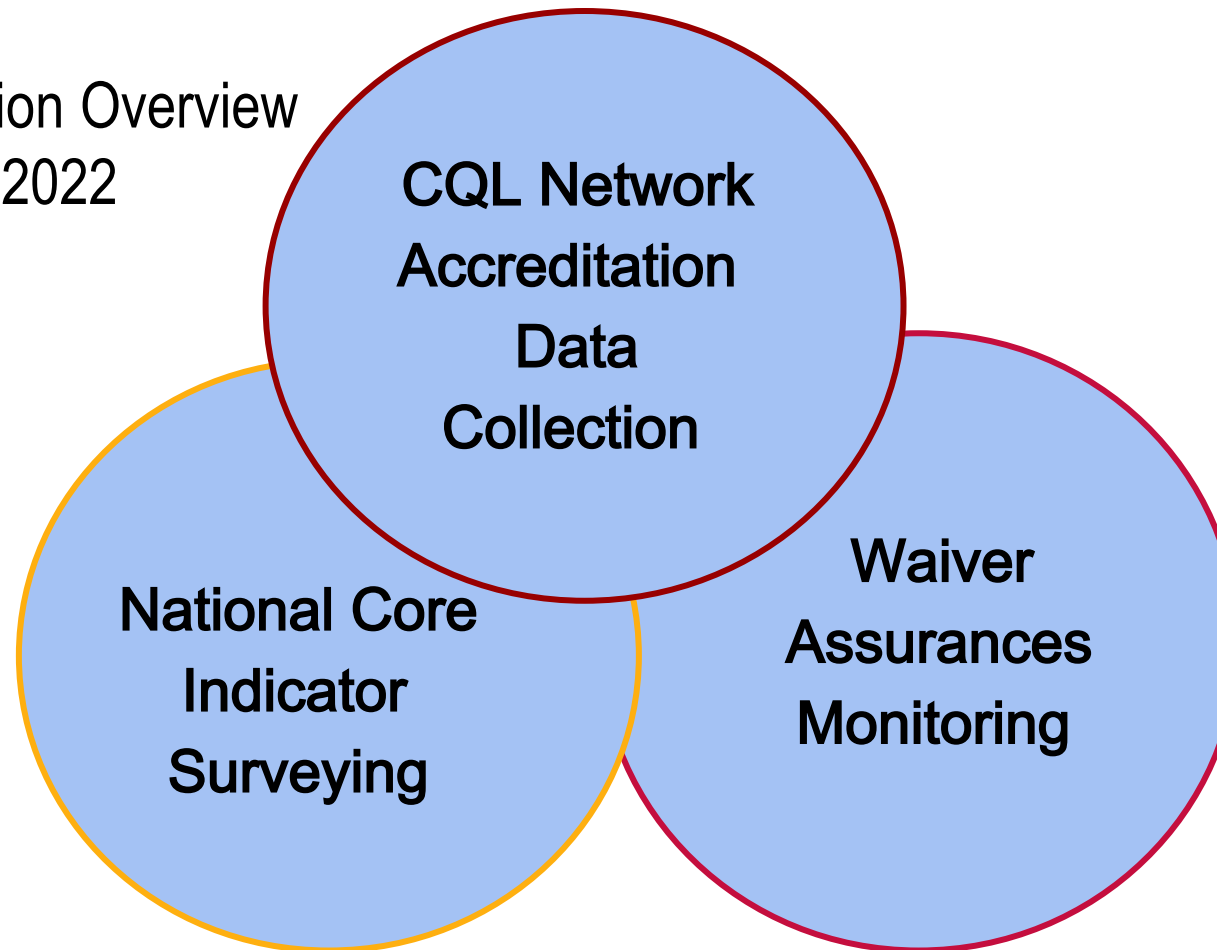 ion Overview
2022
CQL Network
Accreditation
Data
Collection
National Core
Indicator
Surveying
Waiver
Assurances
Monitoring